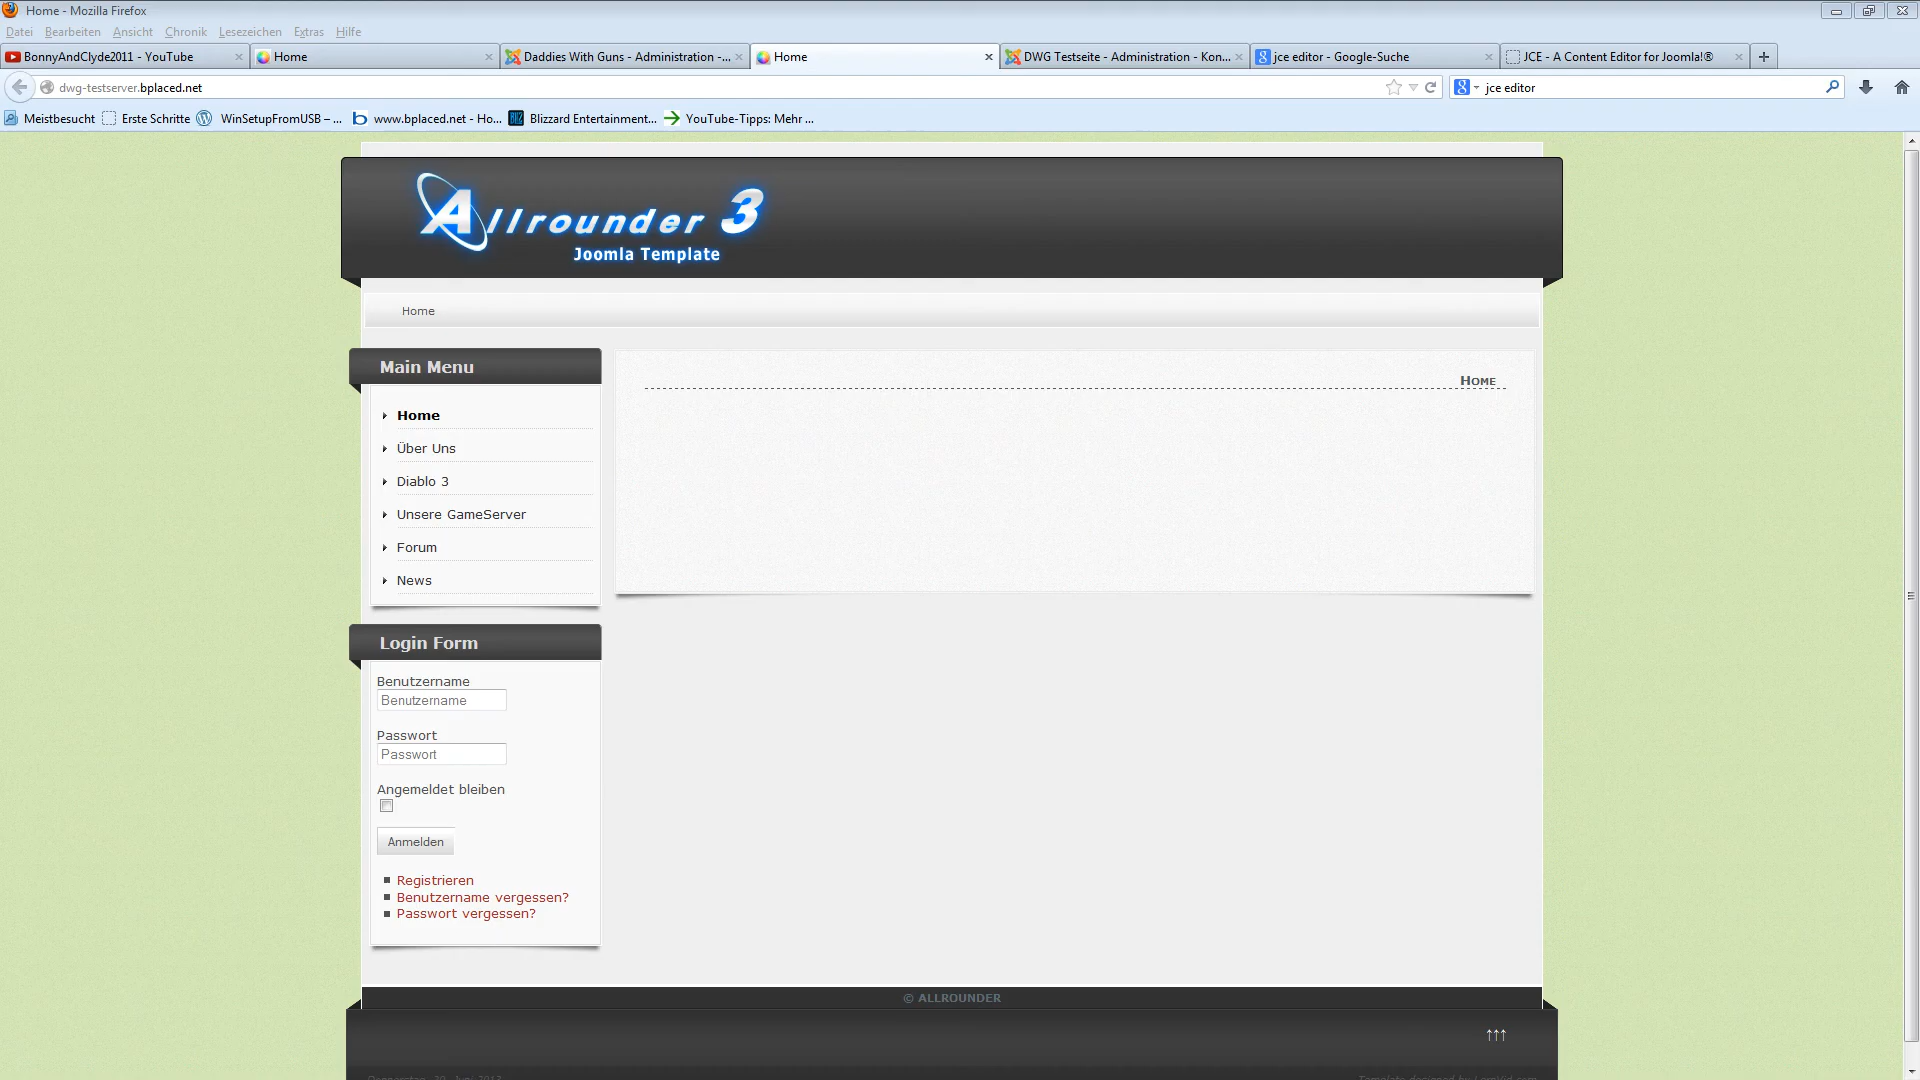 Home - Mozilla Firefox
Datei Bearbeiten Ansicht Chronik Lesezeichen Extras Hilfe
BonnyAndClyde2011 - YouTube Home Daddies With Guns - Administration -... Home DWG Testseite - Administration - Kon... jce editor - Google-Suche JCE - A Content Editor for Joomla!®
dwg-testserver.bplaced.net jce editor
Meistbesucht Erste Schritte WinSetupFromUSB – ... www.bplaced.net - Ho... Blizzard Entertainment... YouTube-Tipps: Mehr ...
Allrounder 3
Joomla Template
Home
Main Menu
Home
Home
Über Uns
Diablo 3
Unsere GameServer
Forum
News
Login Form
Benutzername
Benutzername
Passwort
Passwort
Angemeldet bleiben
Anmelden
Registrieren
Benutzername vergessen?
Passwort vergessen?
© ALLROUNDER
↑↑↑